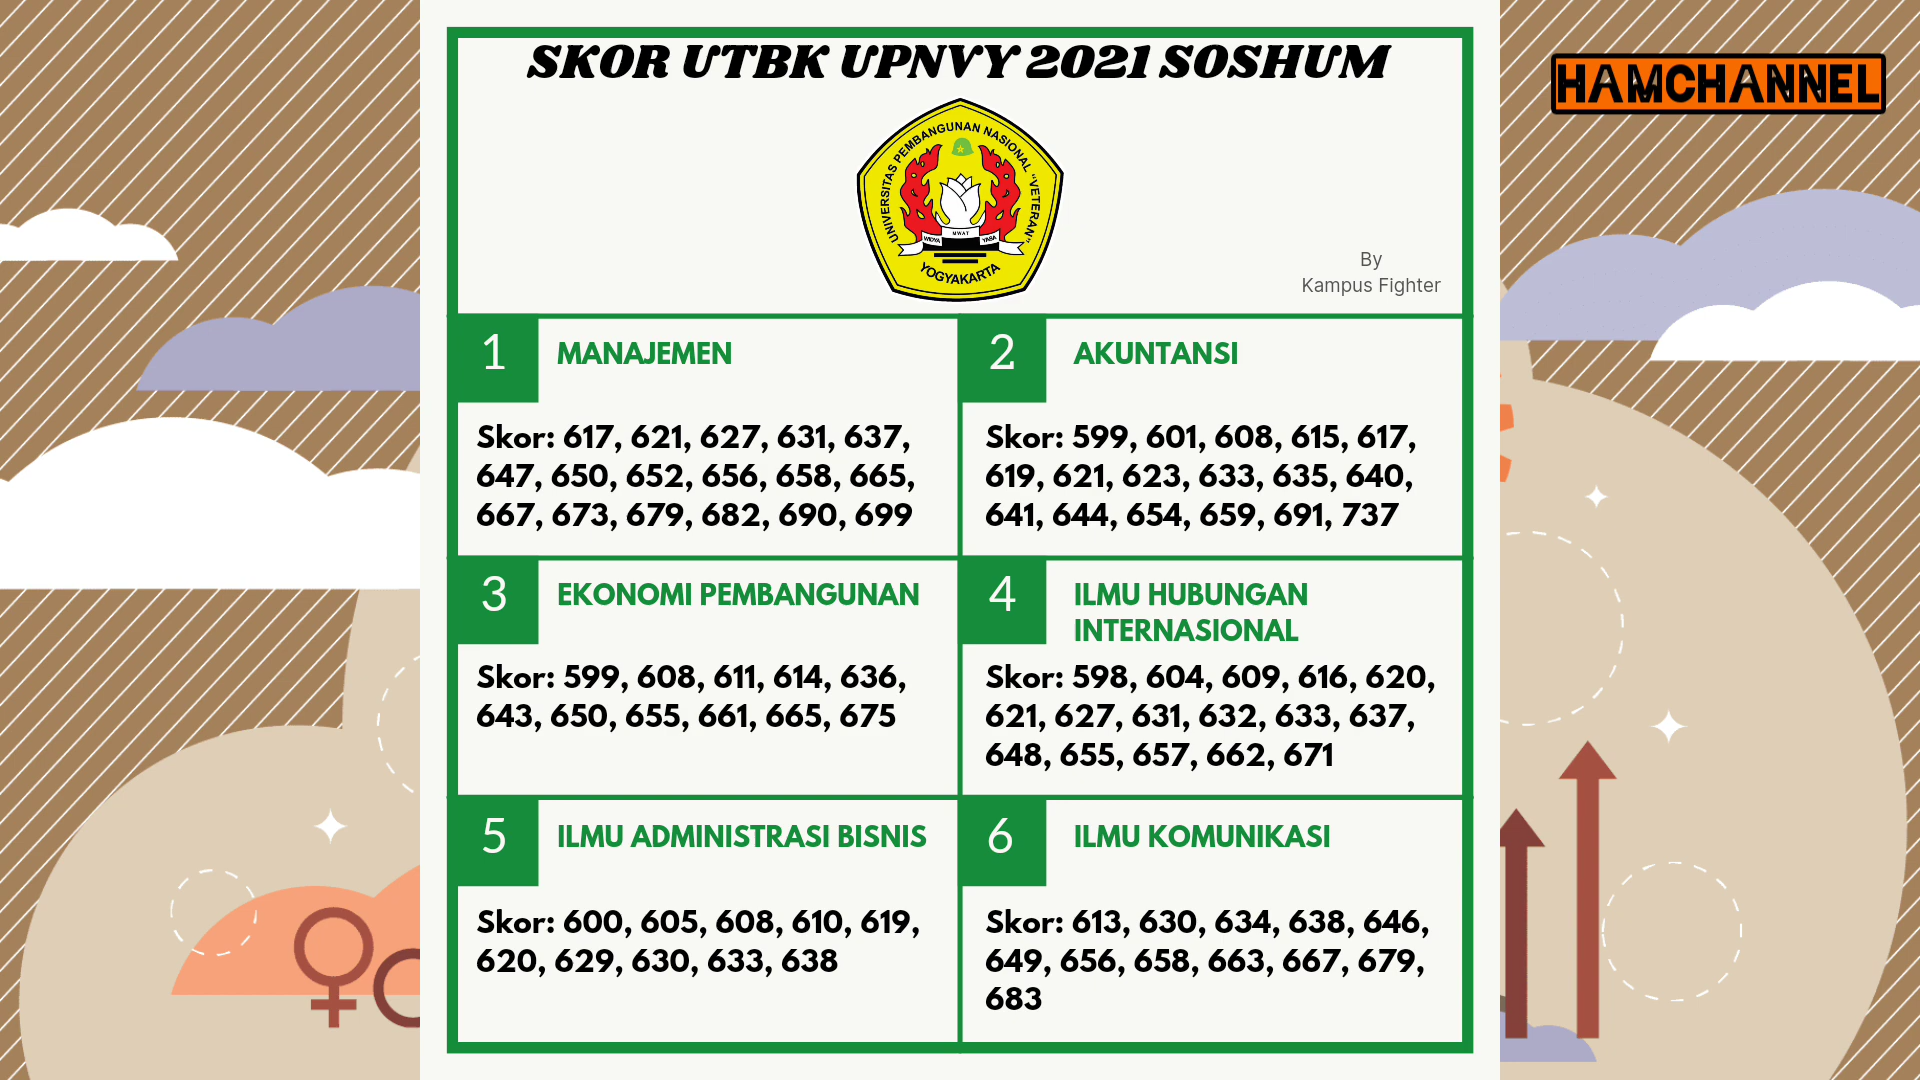 SKOR UTBK UPNVY 2021 SOSHUM
HAMCHANNEL
UNIVERSITAS PEMBANGUNAN NASIONAL "VETERAN"
WIDYA MWAT YASA
YOGYAKARTA
By
Kampus Fighter
1 MANAJEMEN
Skor: 617, 621, 627, 631, 637,
647, 650, 652, 656, 658, 665,
667, 673, 679, 682, 690, 699
2 AKUNTANSI
Skor: 599, 601, 608, 615, 617,
619, 621, 623, 633, 635, 640,
641, 644, 654, 659, 691, 737
3 EKONOMI PEMBANGUNAN
Skor: 599, 608, 611, 614, 636,
643, 650, 655, 661, 665, 675
4 ILMU HUBUNGAN
INTERNASIONAL
Skor: 598, 604, 609, 616, 620,
621, 627, 631, 632, 633, 637,
648, 655, 657, 662, 671
5 ILMU ADMINISTRASI BISNIS
Skor: 600, 605, 608, 610, 619,
620, 629, 630, 633, 638
6 ILMU KOMUNIKASI
Skor: 613, 630, 634, 638, 646,
649, 656, 658, 663, 667, 679,
683